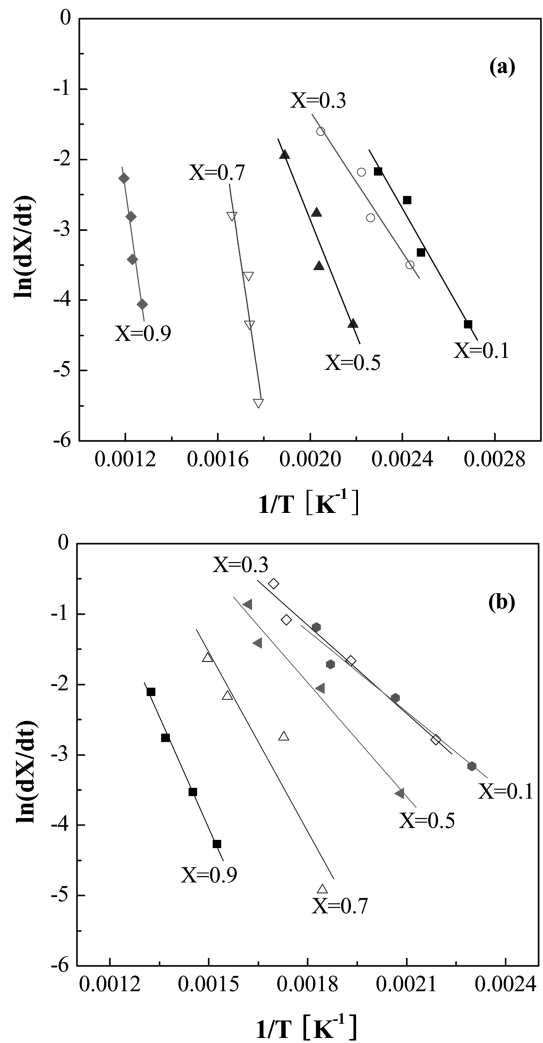 0
(a)
-1
X=0.3
-2
X=0.7
ln(dX/dt)
-3
X=0.9
-4
X=0.5
X=0.1
-5
-6
0.0012 0.0016 0.0020 0.0024 0.0028
1/T [K⁻¹]
0
X=0.3
(b)
-1
-2
ln(dX/dt)
-3
X=0.1
-4
X=0.5
X=0.9
-5
X=0.7
-6
0.0012 0.0015 0.0018 0.0021 0.0024
1/T [K⁻¹]